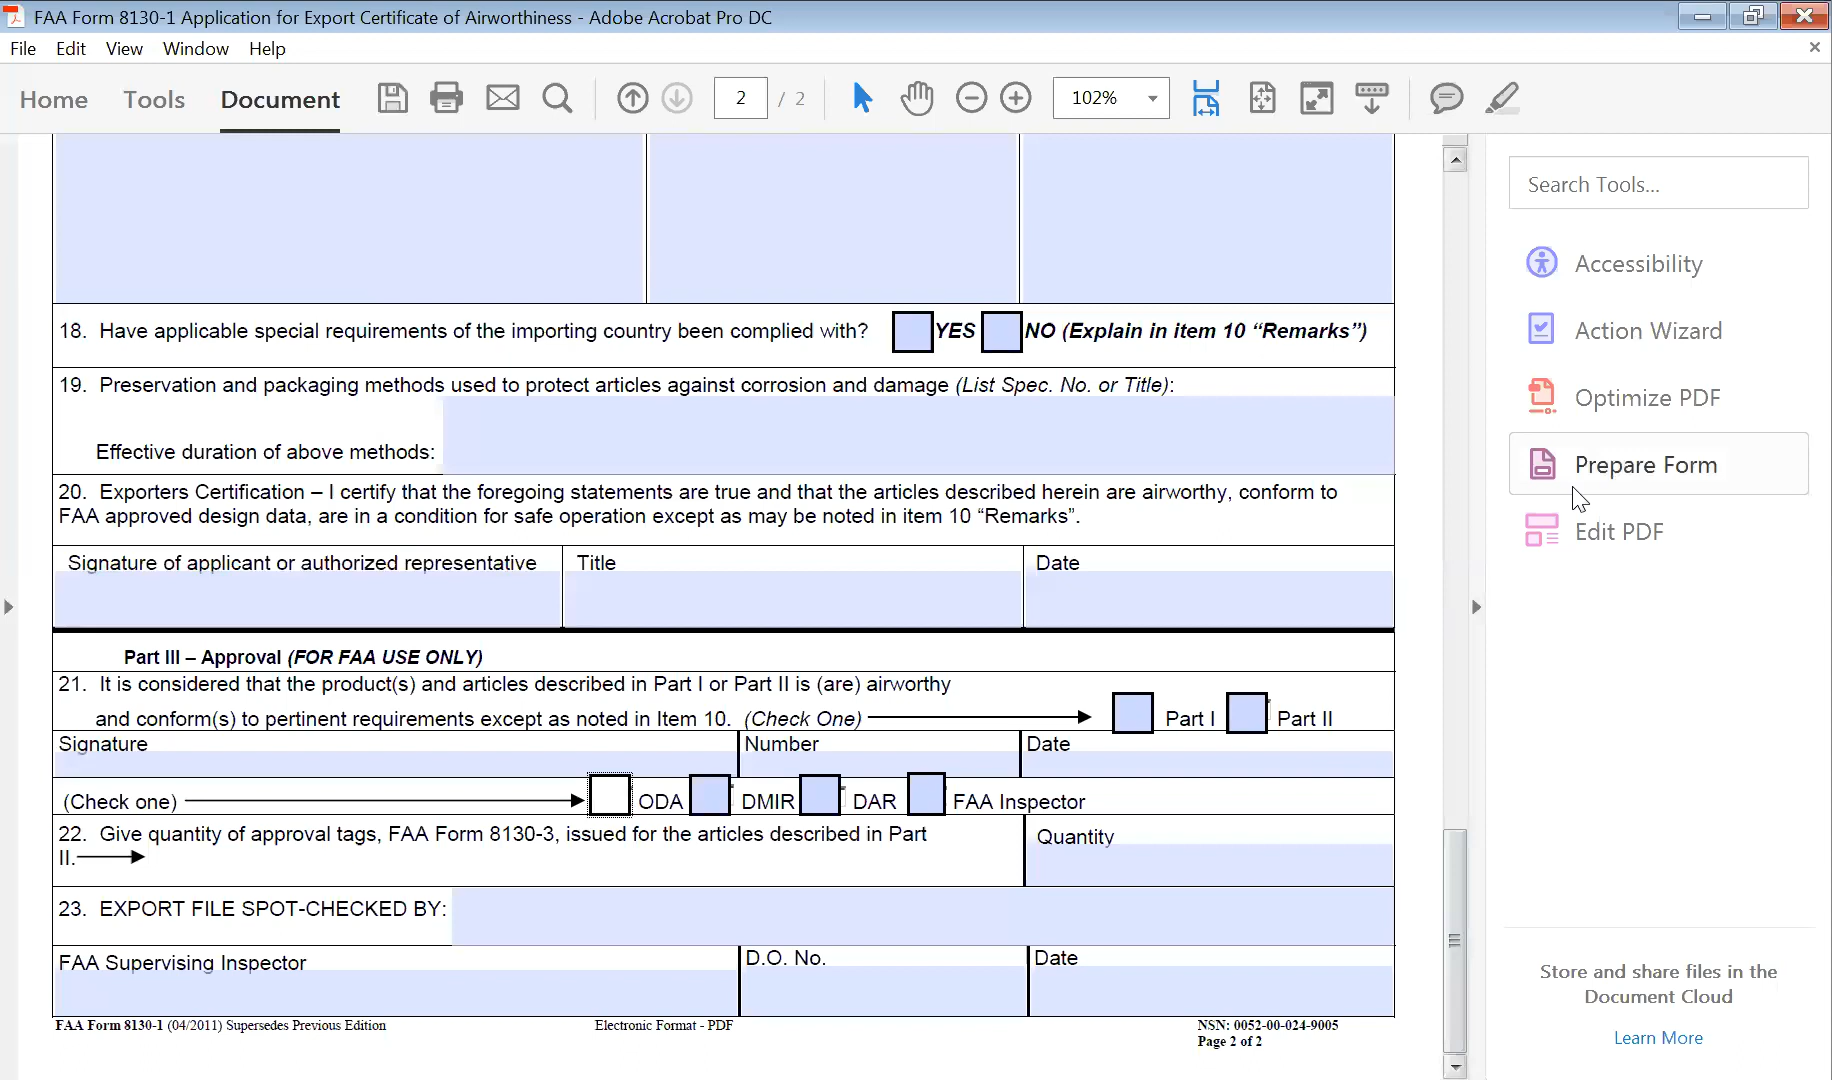 FAA Form 8130-1 Application for Export Certificate of Airworthiness - Adobe Acrobat Pro DC
File Edit View Window Help
Home Tools Document 2 / 2 102%
Search Tools...
Accessibility
Action Wizard
Optimize PDF
Prepare Form
Edit PDF
Store and share files in the
Document Cloud
Learn More
18. Have applicable special requirements of the importing country been complied with? YES NO (Explain in item 10 “Remarks”)
19. Preservation and packaging methods used to protect articles against corrosion and damage (List Spec. No. or Title):
Effective duration of above methods:
20. Exporters Certification – I certify that the foregoing statements are true and that the articles described herein are airworthy, conform to
FAA approved design data, are in a condition for safe operation except as may be noted in item 10 “Remarks”.
Signature of applicant or authorized representative Title Date
Part III – Approval (FOR FAA USE ONLY)
21. It is considered that the product(s) and articles described in Part I or Part II is (are) airworthy
and conform(s) to pertinent requirements except as noted in Item 10. (Check One) Part I Part II
Signature Number Date
(Check one) ODA DMIR DAR FAA Inspector
22. Give quantity of approval tags, FAA Form 8130-3, issued for the articles described in Part
II. Quantity
23. EXPORT FILE SPOT-CHECKED BY:
FAA Supervising Inspector D.O. No. Date
FAA Form 8130-1 (04/2011) Supersedes Previous Edition Electronic Format - PDF NSN: 0052-00-024-9005
Page 2 of 2